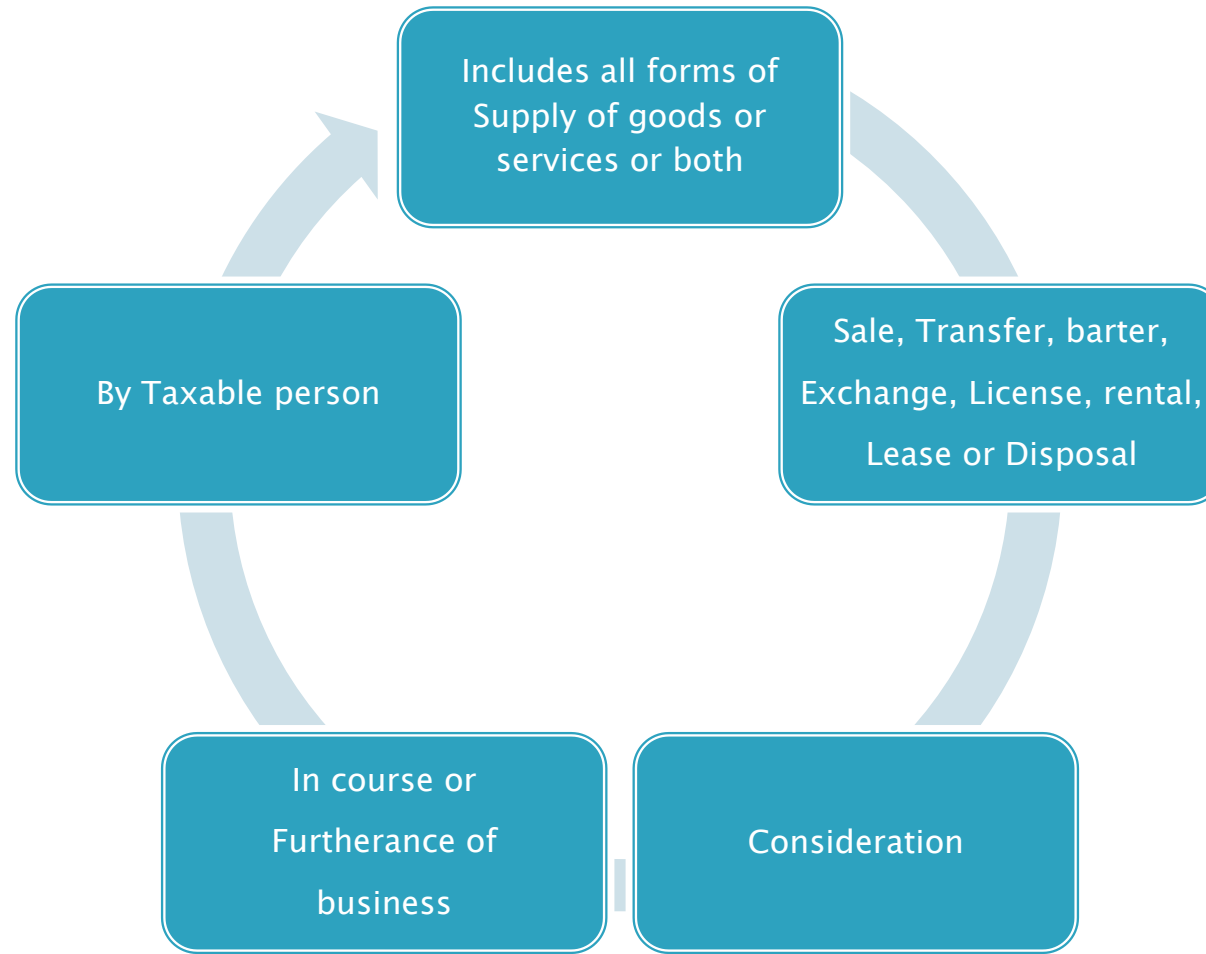 Includes all forms of
Supply of goods or
services or both
Sale, Transfer, barter,
Exchange, License, rental,
Lease or Disposal
Consideration
In course or
Furtherance of
business
By Taxable person